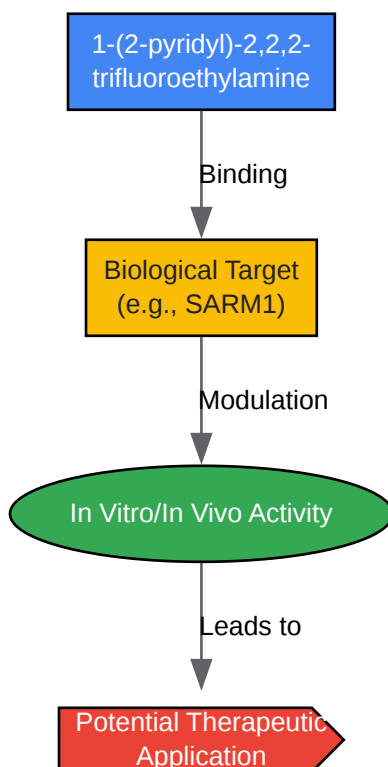 1-(2-pyridyl)-2,2,2-
trifluoroethylamine
Binding
Biological Target
(e.g., SARM1)
Modulation
In Vitro/In Vivo Activity
Leads to
Potential Therapeutic
Application